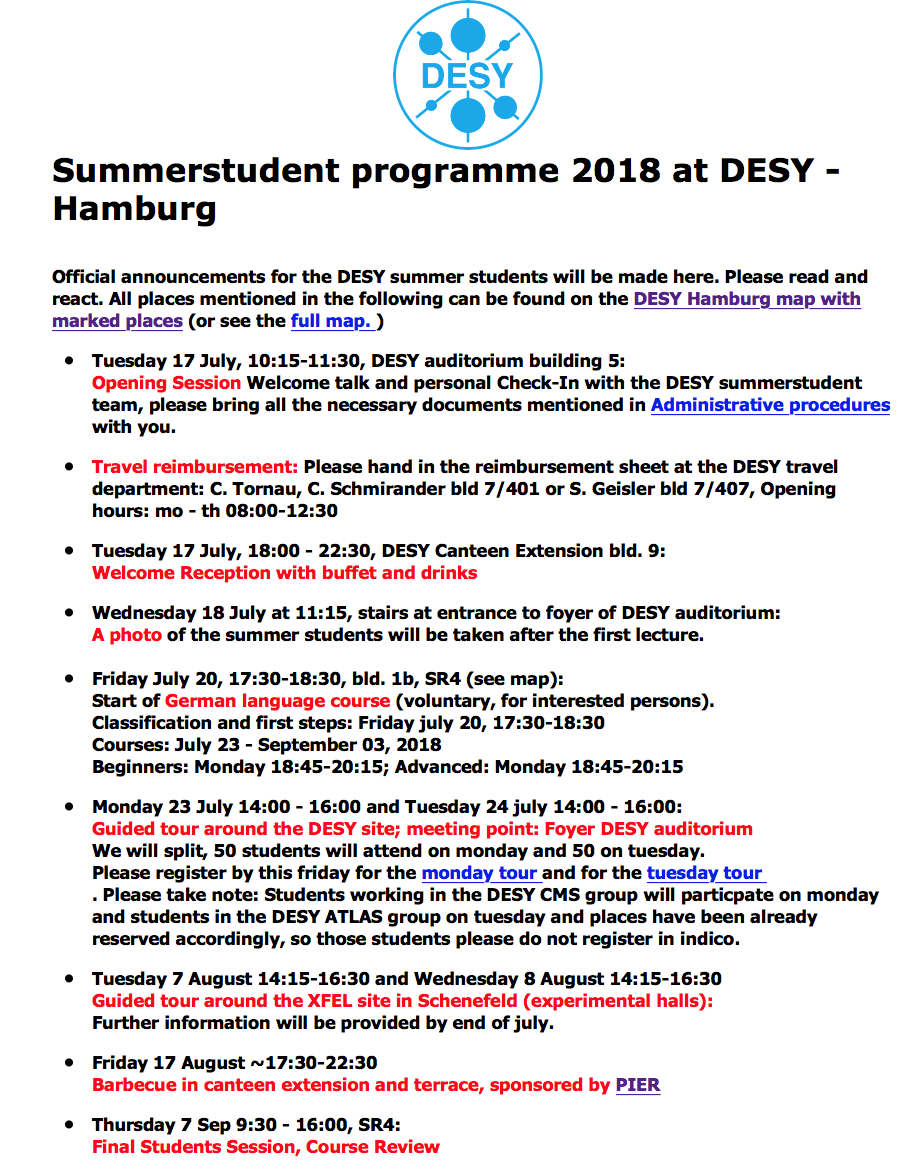 DESY
Summerstudent programme 2018 at DESY -
Hamburg
Official announcements for the DESY summer students will be made here. Please read and
react. All places mentioned in the following can be found on the DESY Hamburg map with
marked places (or see the full map. )
• Tuesday 17 July, 10:15-11:30, DESY auditorium building 5:
Opening Session Welcome talk and personal Check-In with the DESY summerstudent
team, please bring all the necessary documents mentioned in Administrative procedures
with you.
• Travel reimbursement: Please hand in the reimbursement sheet at the DESY travel
department: C. Tornau, C. Schmirander bld 7/401 or S. Geisler bld 7/407, Opening
hours: mo - th 08:00-12:30
• Tuesday 17 July, 18:00 - 22:30, DESY Canteen Extension bld. 9:
Welcome Reception with buffet and drinks
• Wednesday 18 July at 11:15, stairs at entrance to foyer of DESY auditorium:
A photo of the summer students will be taken after the first lecture.
• Friday July 20, 17:30-18:30, bld. 1b, SR4 (see map):
Start of German language course (voluntary, for interested persons).
Classification and first steps: Friday july 20, 17:30-18:30
Courses: July 23 - September 03, 2018
Beginners: Monday 18:45-20:15; Advanced: Monday 18:45-20:15
• Monday 23 July 14:00 - 16:00 and Tuesday 24 july 14:00 - 16:00:
Guided tour around the DESY site; meeting point: Foyer DESY auditorium
We will split, 50 students will attend on monday and 50 on tuesday.
Please register by this friday for the monday tour and for the tuesday tour
. Please take note: Students working in the DESY CMS group will particpate on monday
and students in the DESY ATLAS group on tuesday and places have been already
reserved accordingly, so those students please do not register in indico.
• Tuesday 7 August 14:15-16:30 and Wednesday 8 August 14:15-16:30
Guided tour around the XFEL site in Schenefeld (experimental halls):
Further information will be provided by end of july.
• Friday 17 August ~17:30-22:30
Barbecue in canteen extension and terrace, sponsored by PIER
• Thursday 7 Sep 9:30 - 16:00, SR4:
Final Students Session, Course Review